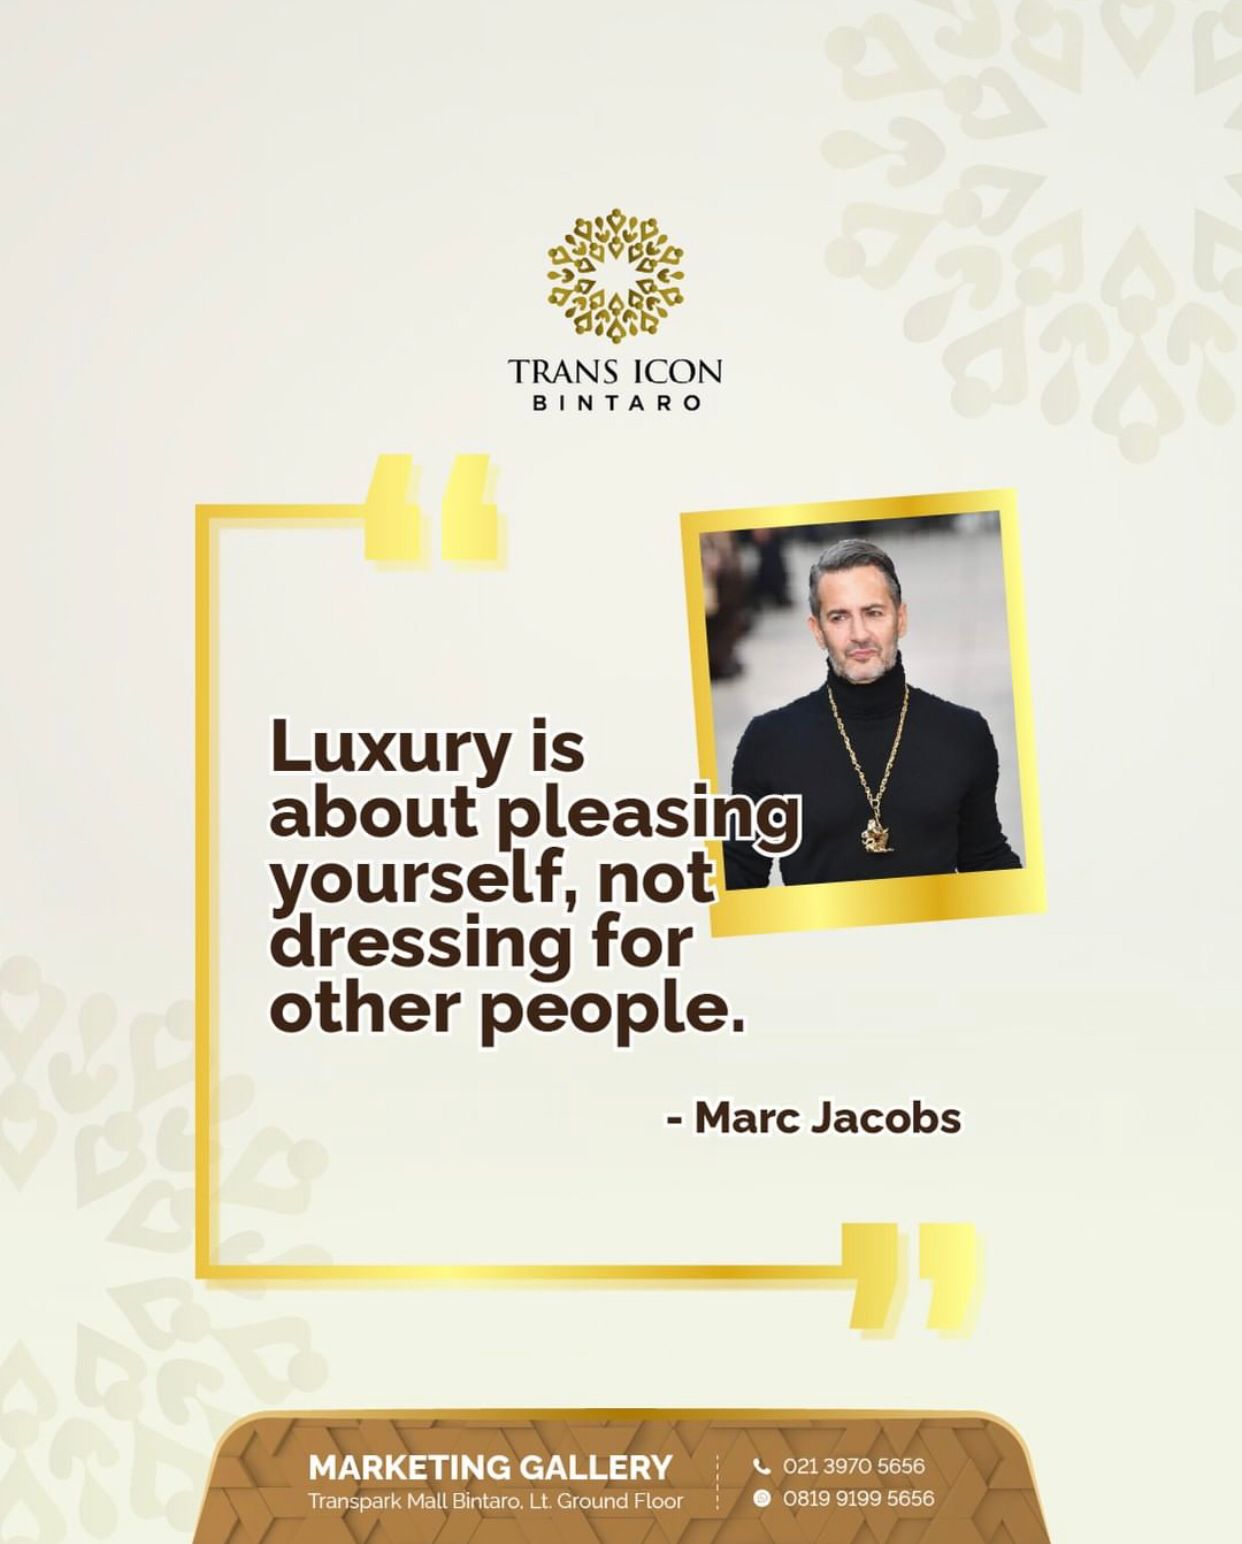 TRANS ICON
BINTARO
“
Luxury is
about pleasing
yourself, not
dressing for
other people.
- Marc Jacobs
”
MARKETING GALLERY
Transpark Mall Bintaro, Lt. Ground Floor
021 3970 5656
0819 9199 5656